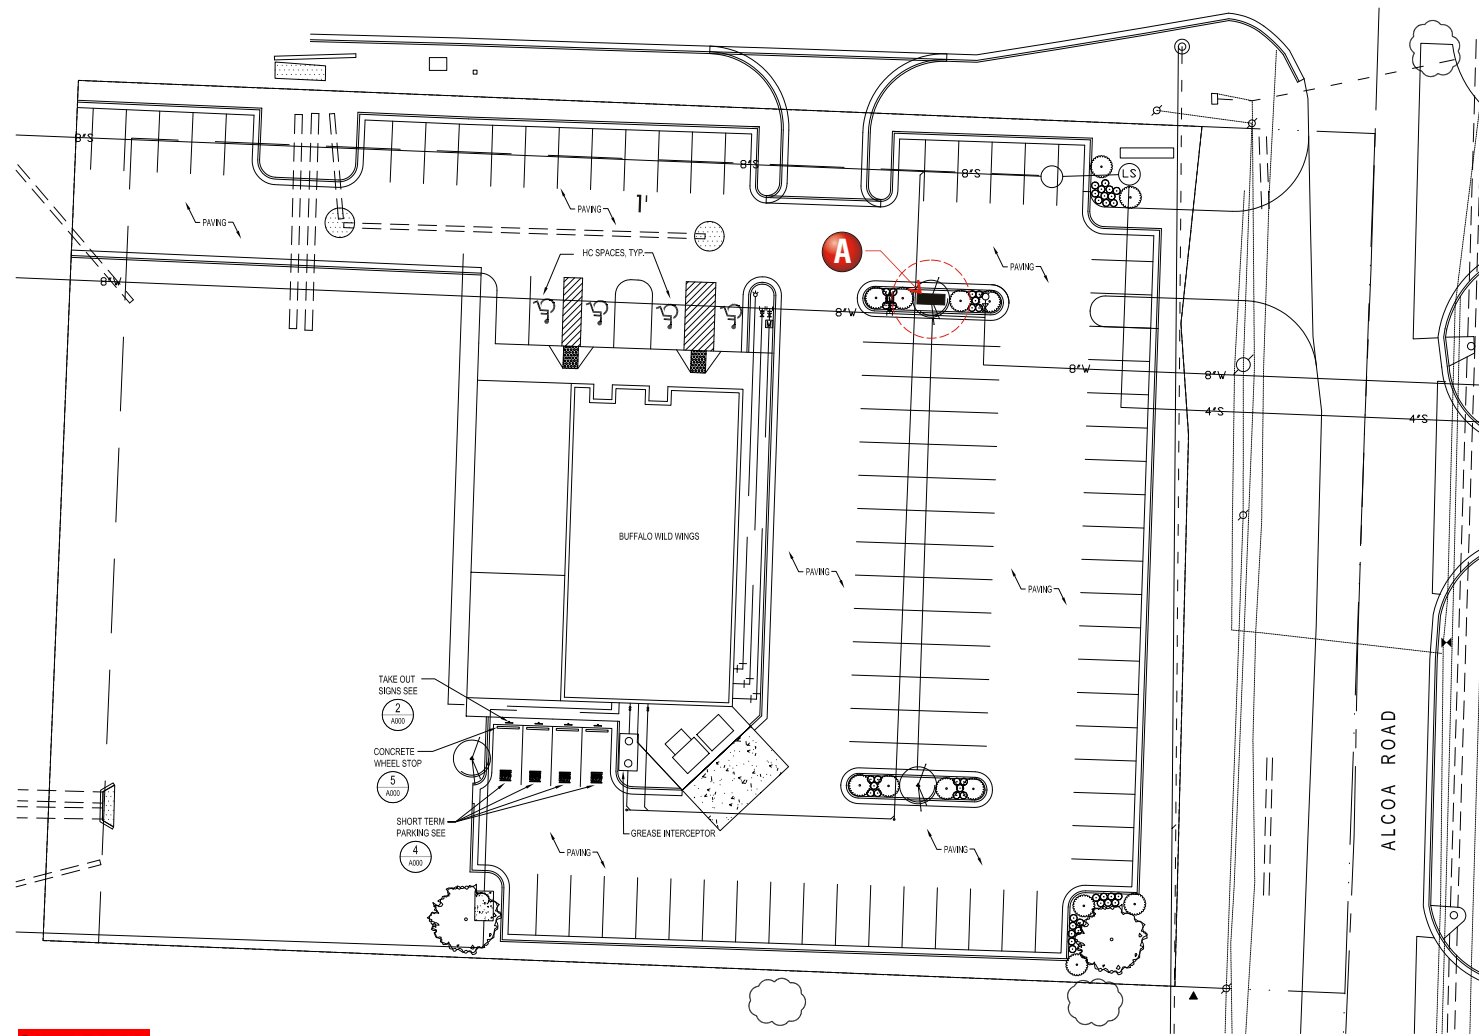 8"S
8"S
8"S
LS
PAVING
PAVING
1'
HC SPACES, TYP.
A
PAVING
8"W
8"W
8"W
8"W
4"S
4"S
BUFFALO WILD WINGS
PAVING
PAVING
TAKE OUT
SIGNS SEE
2
A000
CONCRETE
WHEEL STOP
5
A000
SHORT TERM
PARKING SEE
4
A000
GREASE INTERCEPTOR
PAVING
PAVING
ALCOA ROAD